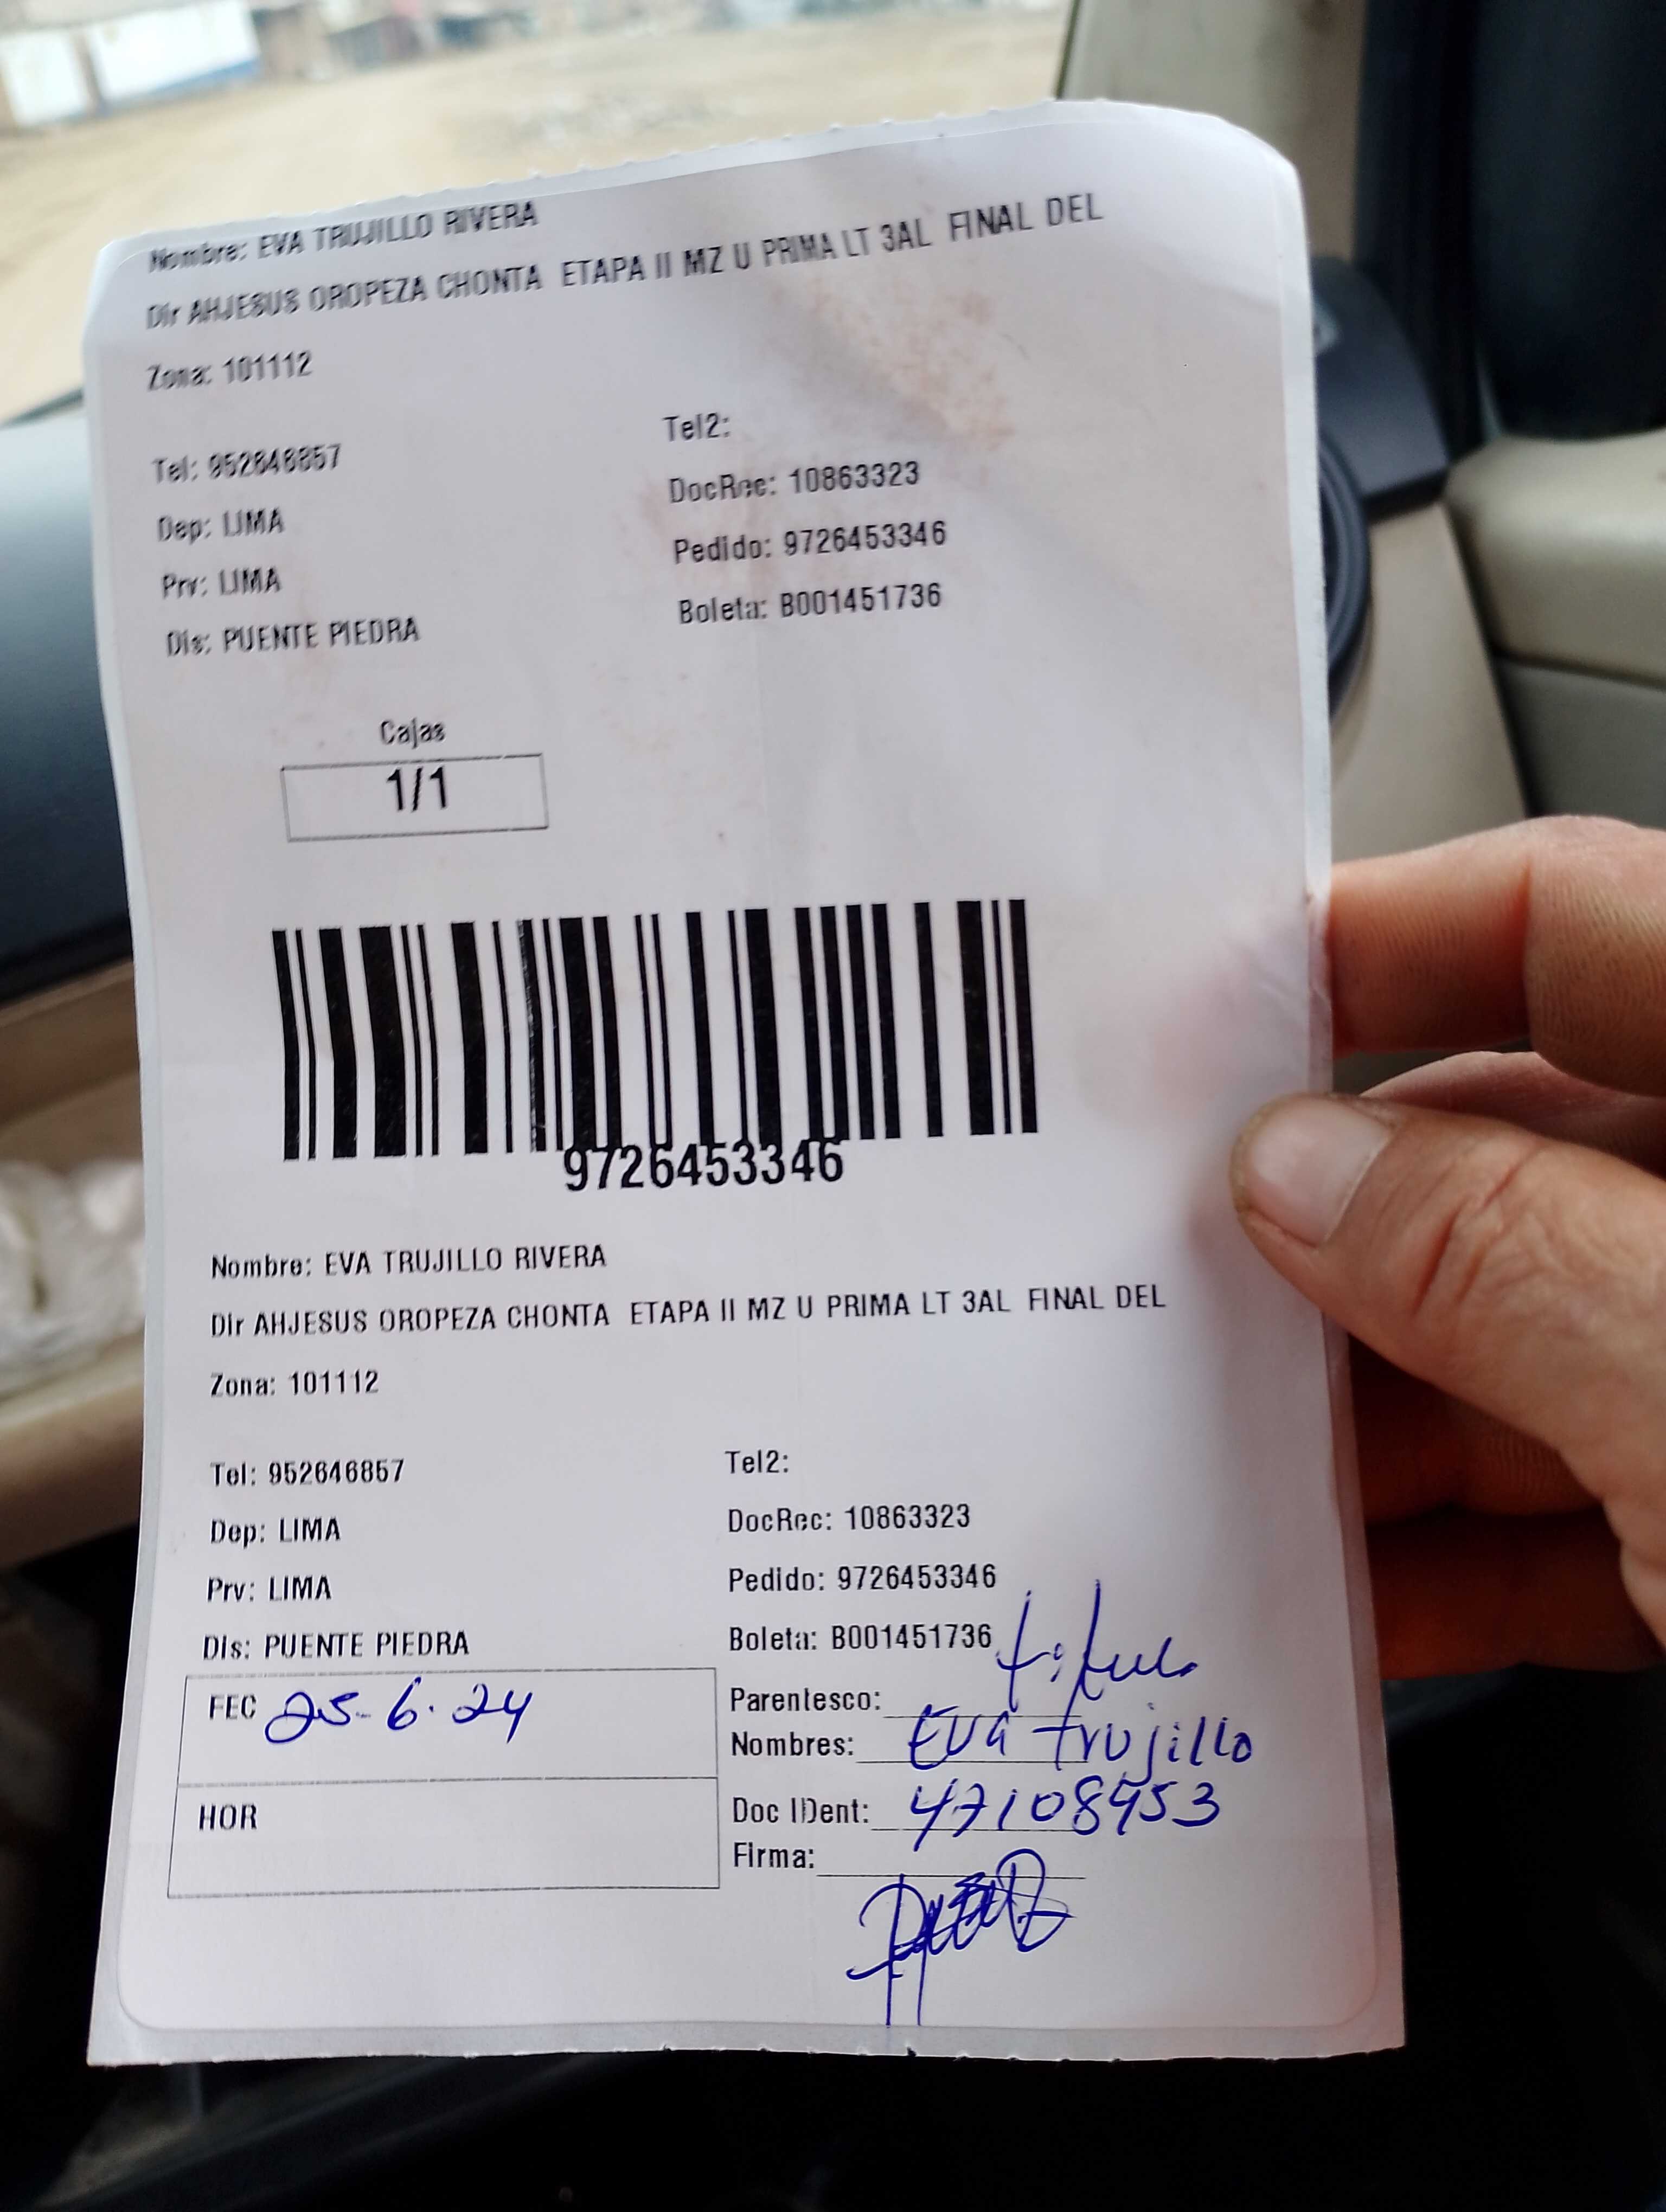 Nombre: EVA TRUJILLO RIVERA
Dir AHJESUS OROPEZA CHONTA ETAPA II MZ U PRIMA LT 3AL FINAL DEL
Zona: 101112
Tel: 952646857
Tel2:
Dep: LIMA
DocRec: 10863323
Prv: LIMA
Pedido: 9726453346
Dis: PUENTE PIEDRA
Boleta: B001451736
Cajas
1/1
9726453346
Nombre: EVA TRUJILLO RIVERA
Dir AHJESUS OROPEZA CHONTA ETAPA II MZ U PRIMA LT 3AL FINAL DEL
Zona: 101112
Tel: 952646857
Tel2:
Dep: LIMA
DocRec: 10863323
Prv: LIMA
Pedido: 9726453346
Dis: PUENTE PIEDRA
Boleta: B001451736
FEC 25-6-24
Parentesco:
Nombres: Eva trujillo
HOR
Doc IDent: 47108953
Firma: